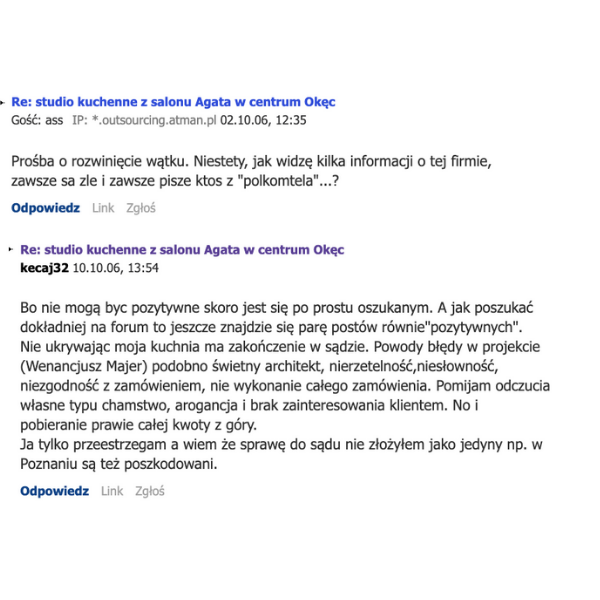 Re: studio kuchenne z salonu Agata w centrum Okęc
Gość: ass IP: *.outsourcing.atman.pl 02.10.06, 12:35
Prośba o rozwinięcie wątku. Niestety, jak widzę kilka informacji o tej firmie,
zawsze sa zle i zawsze pisze ktos z "polkomtela"...?
Odpowiedz Link Zgłoś
Re: studio kuchenne z salonu Agata w centrum Okęc
kecaj32 10.10.06, 13:54
Bo nie mogą byc pozytywne skoro jest się po prostu oszukanym. A jak poszukać
dokładniej na forum to jeszcze znajdzie się parę postów równie"pozytywnych".
Nie ukrywając moja kuchnia ma zakończenie w sądzie. Powody błędy w projekcie
(Wenancjusz Majer) podobno świetny architekt, nierzetelność,niesłowność,
niezgodność z zamówieniem, nie wykonanie całego zamówienia. Pomijam odczucia
własne typu chamstwo, arogancja i brak zainteresowania klientem. No i
pobieranie prawie całej kwoty z góry.
Ja tylko przeestrzegam a wiem że sprawę do sądu nie złożyłem jako jedyny np. w
Poznaniu są też poszkodowani.
Odpowiedz Link Zgłoś